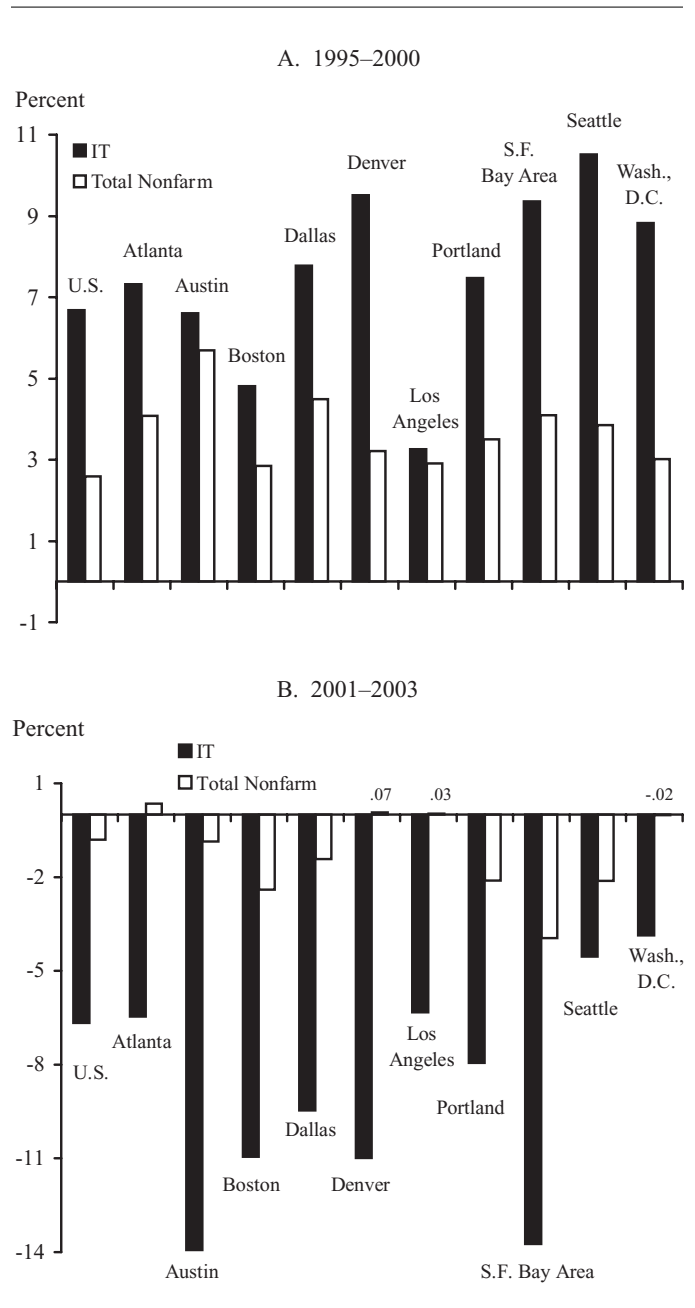 A. 1995–2000
Percent
11
9
7
5
3
1
-1
IT
Total Nonfarm
U.S.
Atlanta
Austin
Boston
Dallas
Denver
Los
Angeles
Portland
S.F.
Bay Area
Seattle
Wash.,
D.C.
B. 2001–2003
Percent
IT
Total Nonfarm
1
-2
-5
-8
-11
-14
.07
.03
-.02
U.S.
Atlanta
Austin
Boston
Dallas
Denver
Los
Angeles
Portland
S.F. Bay Area
Seattle
Wash.,
D.C.